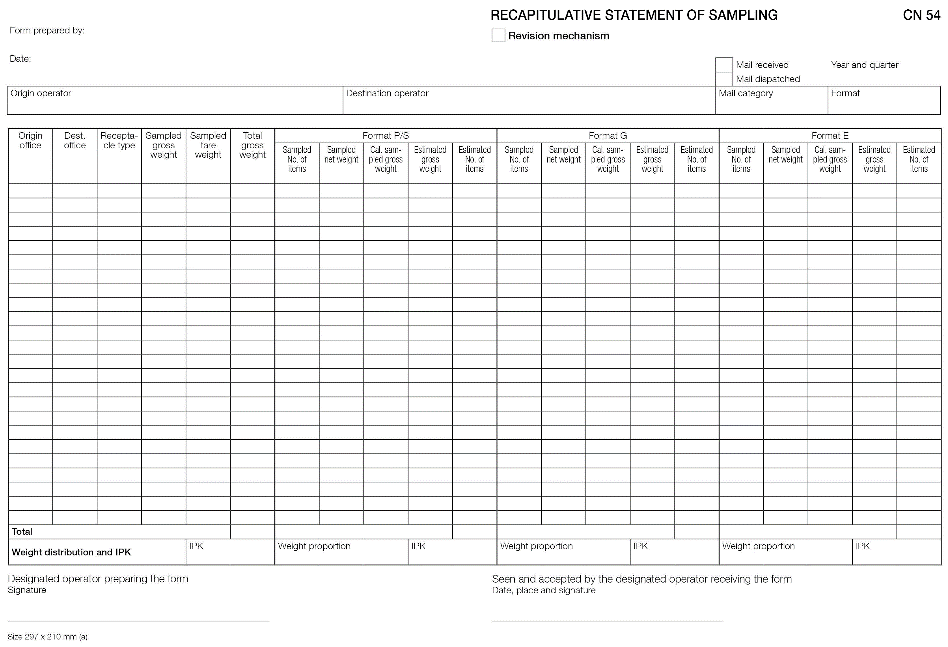 RECAPITULATIVE STATEMENT OF SAMPLING CN 54
Form prepared by:
Revision mechanism
Date:
Mail received Year and quarter
Mail dispatched
Origin operator Destination operator Mail category Format
Origin Dest. Recepta- Sampled Sampled Total Format P/S Format G Format E
office office cle type gross tare gross
weight weight weight
Sampled Sampled Cal. sam- Estimated Estimated Sampled Sampled Cal. sam- Estimated Estimated Sampled Sampled Cal. sam- Estimated Estimated
No. of net weight pled gross gross No. of No. of net weight pled gross gross No. of No. of net weight pled gross gross No. of
items weight weight items items weight weight items items weight weight items
Total
Weight distribution and IPK IPK Weight proportion IPK Weight proportion IPK Weight proportion IPK
Designated operator preparing the form Seen and accepted by the designated operator receiving the form
Signature Date, place and signature
Size 297 x 210 mm (a)